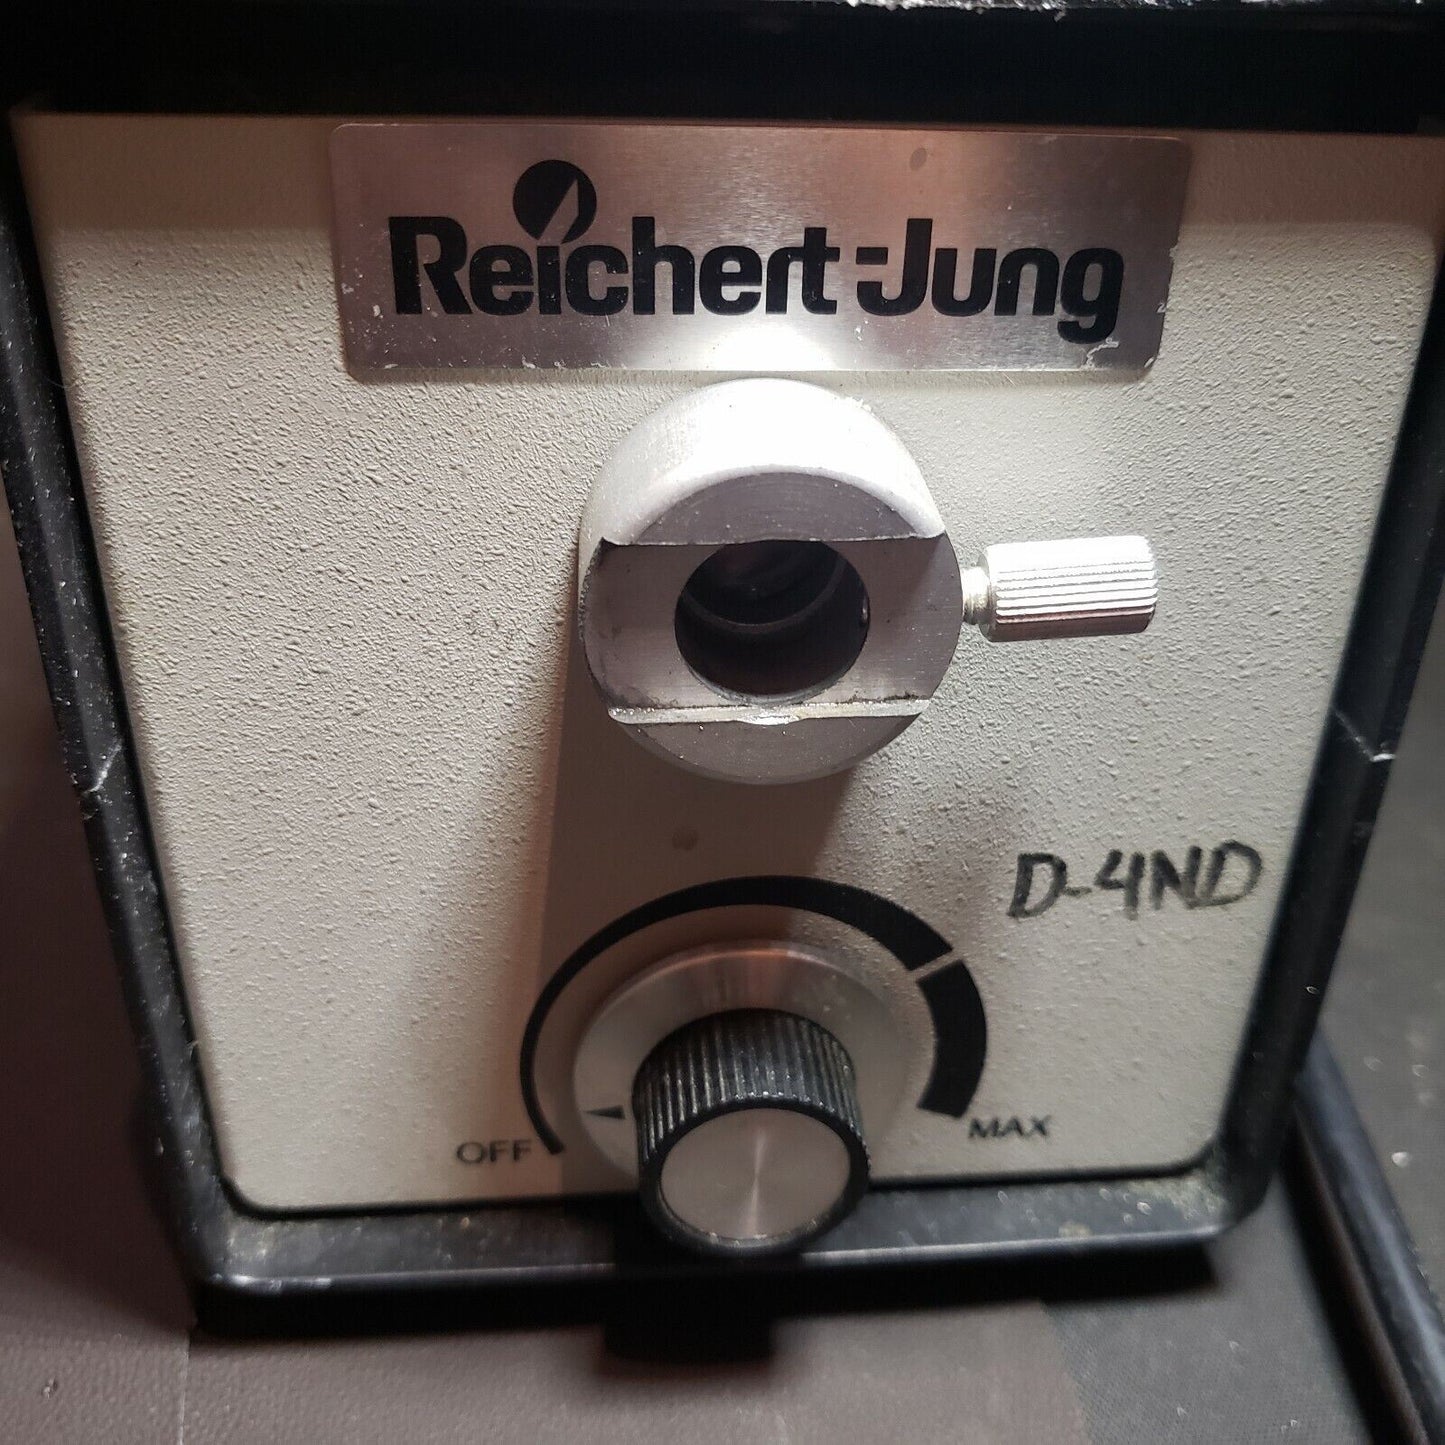 Reichert-Jung
D-4ND
OFF
MAX